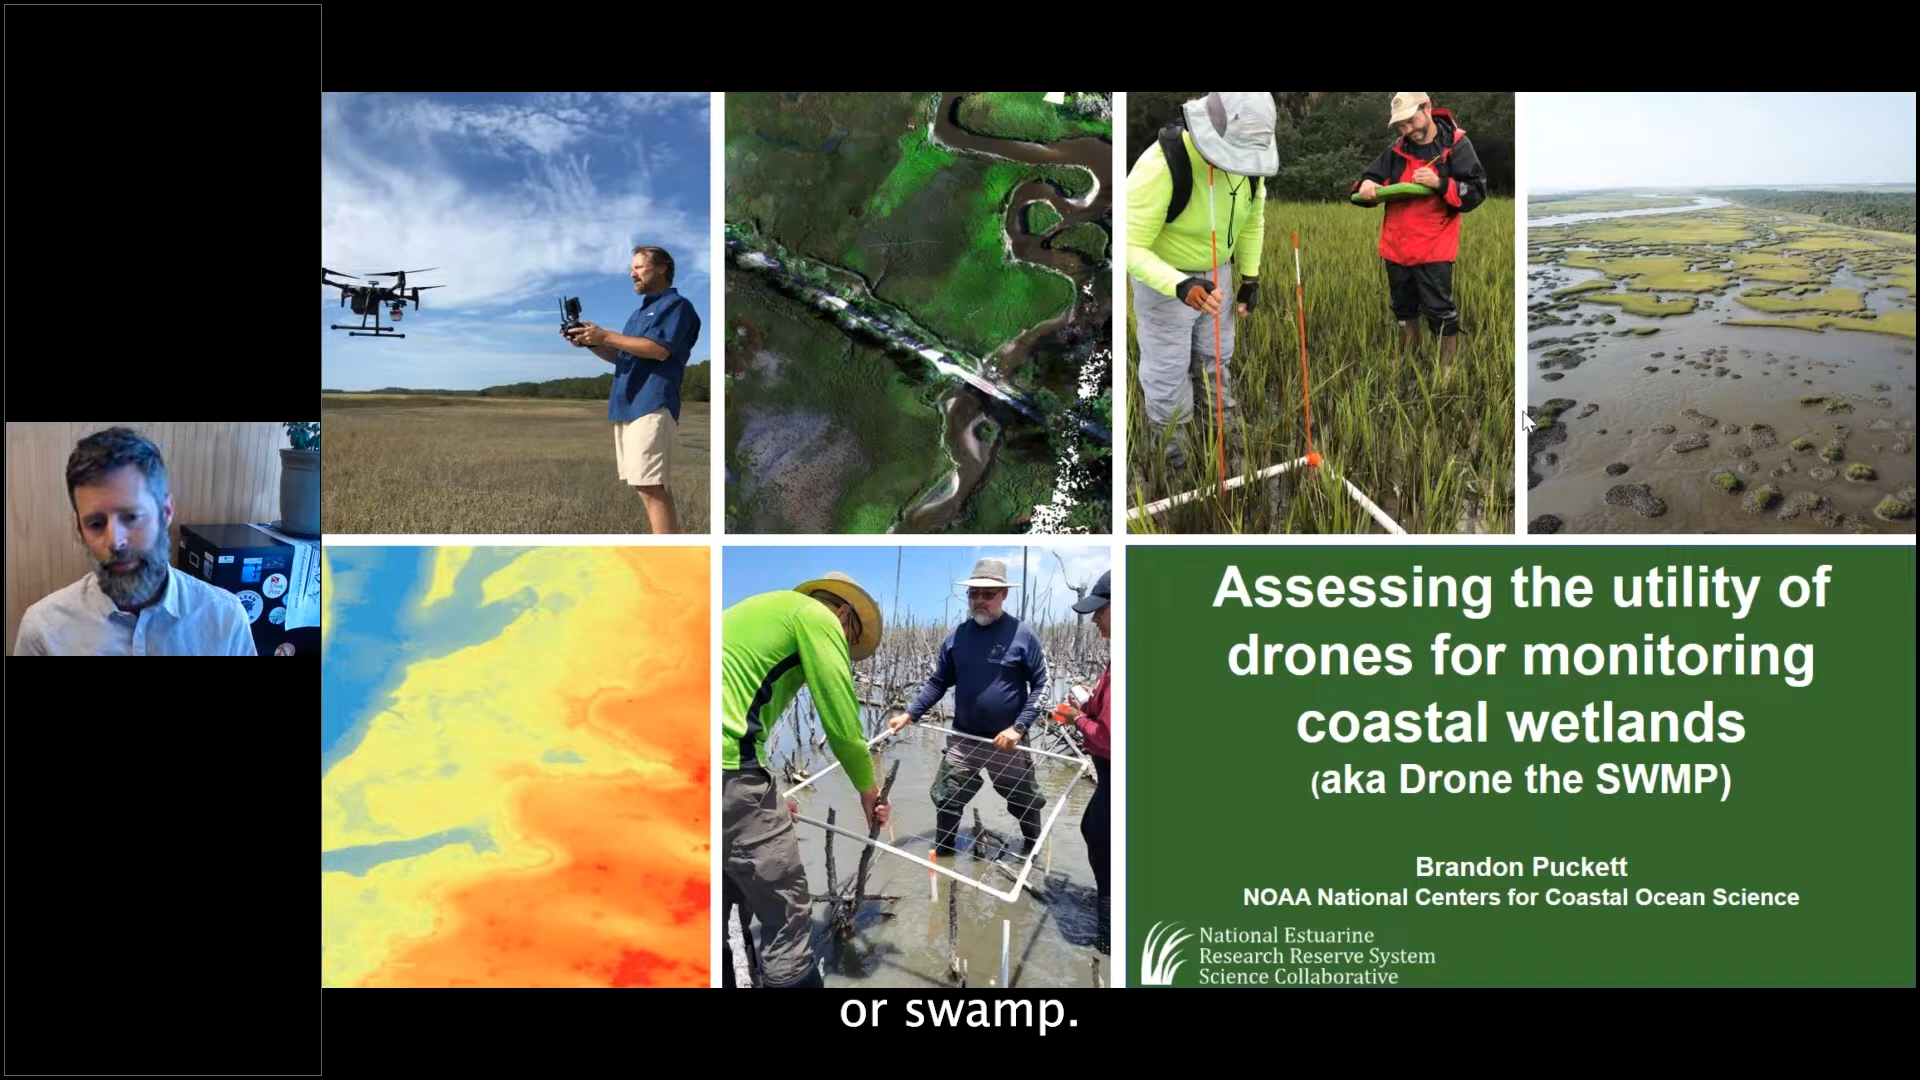 Assessing the utility of
drones for monitoring
coastal wetlands
(aka Drone the SWMP)
Brandon Puckett
NOAA National Centers for Coastal Ocean Science
National Estuarine
Research Reserve System
Science Collaborative
or swamp.